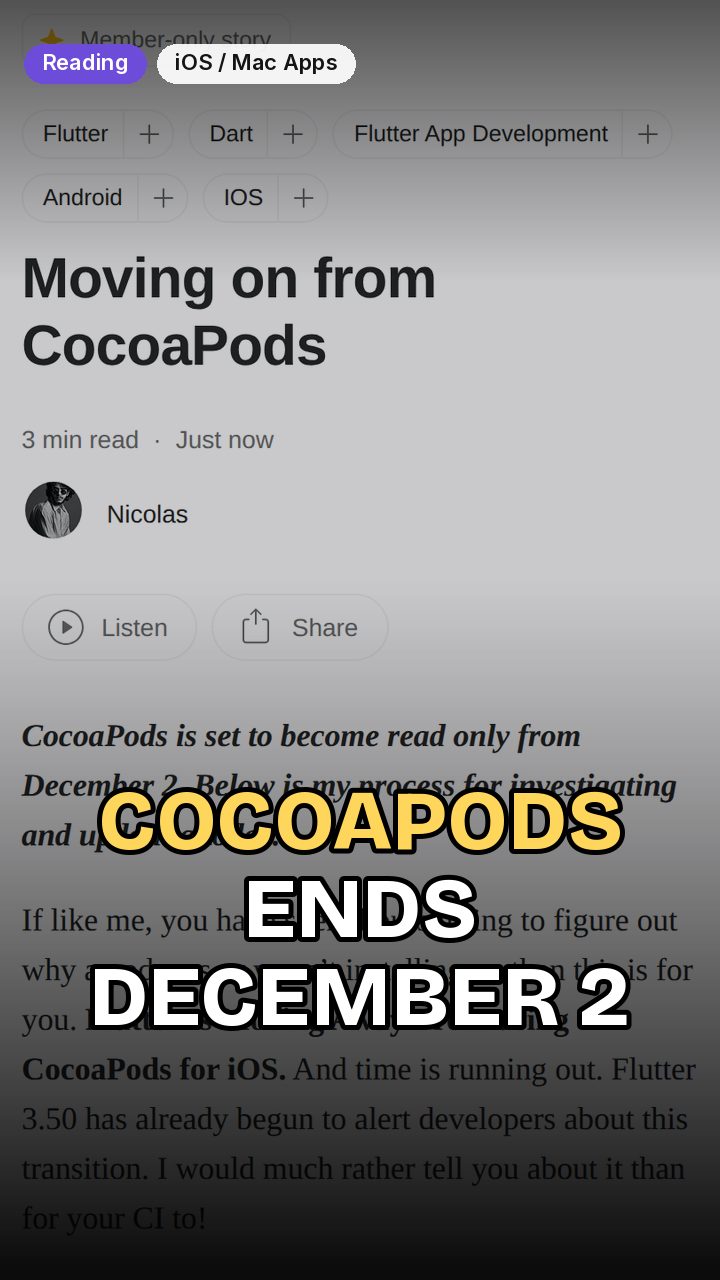 Member-only story
Reading
iOS / Mac Apps
Flutter
Dart
Flutter App Development
Android
IOS
Moving on from
CocoaPods
3 min read · Just now
Nicolas
Listen
Share
CocoaPods is set to become read only from
December 2. Below is my process for investigating
and
COCOAPODS
ENDS
DECEMBER 2
If like me, you to figure out
why is for
you.
CocoaPods for iOS. And time is running out. Flutter
3.50 has already begun to alert developers about this
transition. I would much rather tell you about it than
for your CI to!